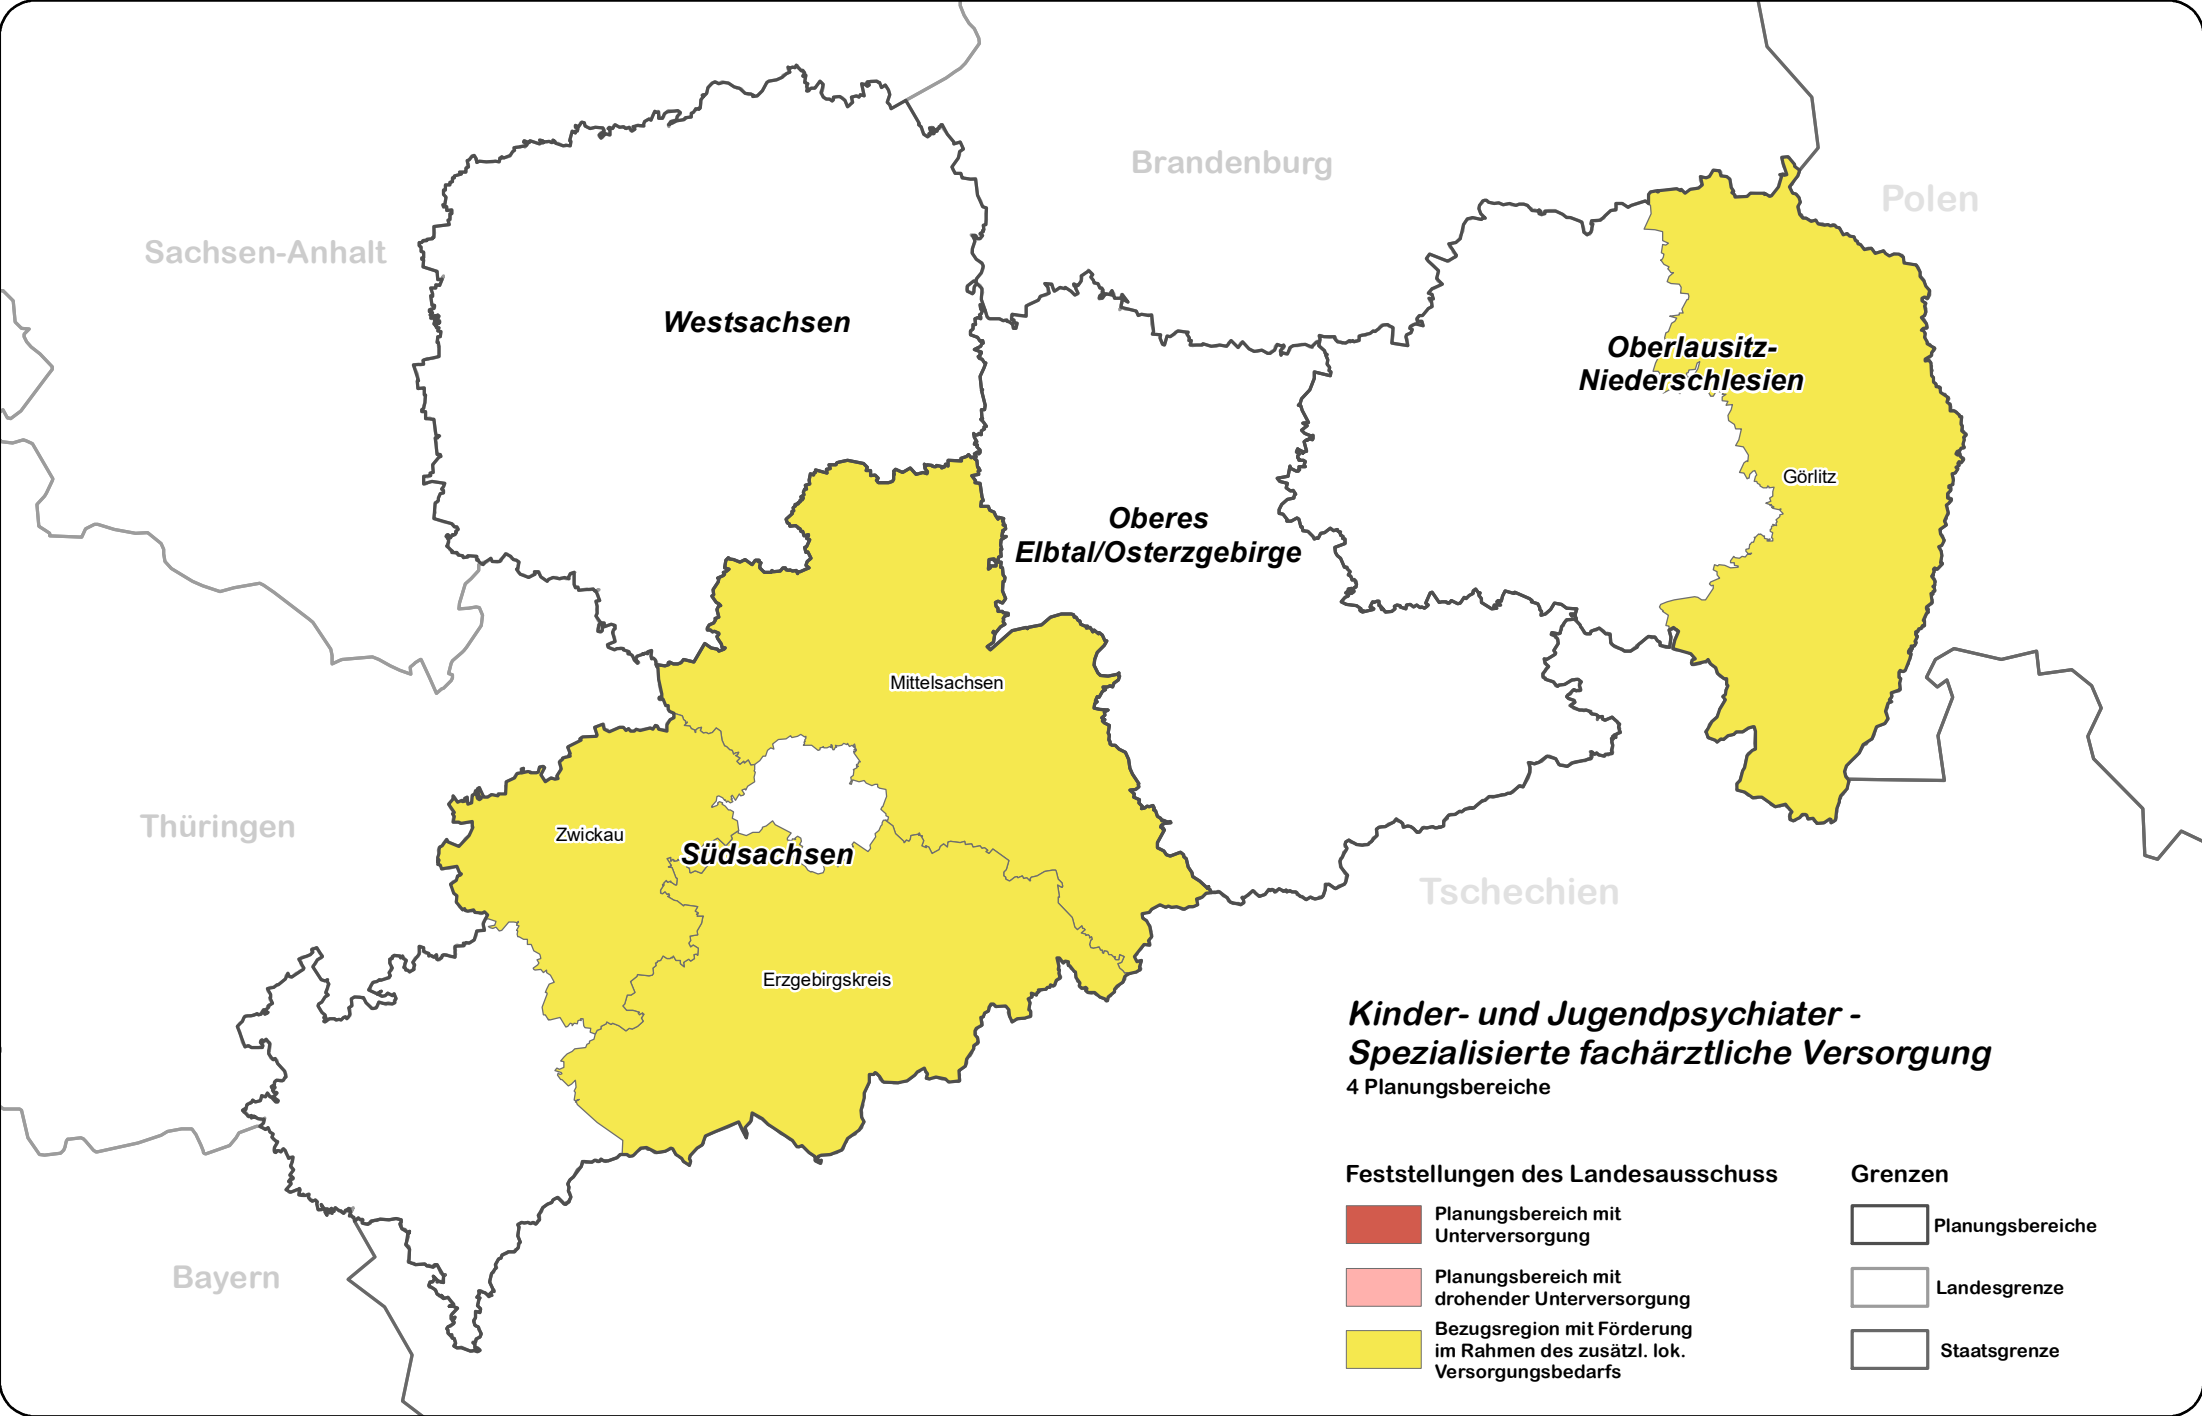 Brandenburg
Polen
Sachsen-Anhalt
Westsachsen
Oberlausitz-
Niederschlesien
Görlitz
Oberes
Elbtal/Osterzgebirge
Mittelsachsen
Thüringen
Zwickau
Südsachsen
Tschechien
Erzgebirgskreis
Bayern
Kinder- und Jugendpsychiater -
Spezialisierte fachärztliche Versorgung
4 Planungsbereiche
Feststellungen des Landesausschuss
Planungsbereich mit
Unterversorgung
Planungsbereich mit
drohender Unterversorgung
Bezugsregion mit Förderung
im Rahmen des zusätzl. lok.
Versorgungsbedarfs
Grenzen
Planungsbereiche
Landesgrenze
Staatsgrenze